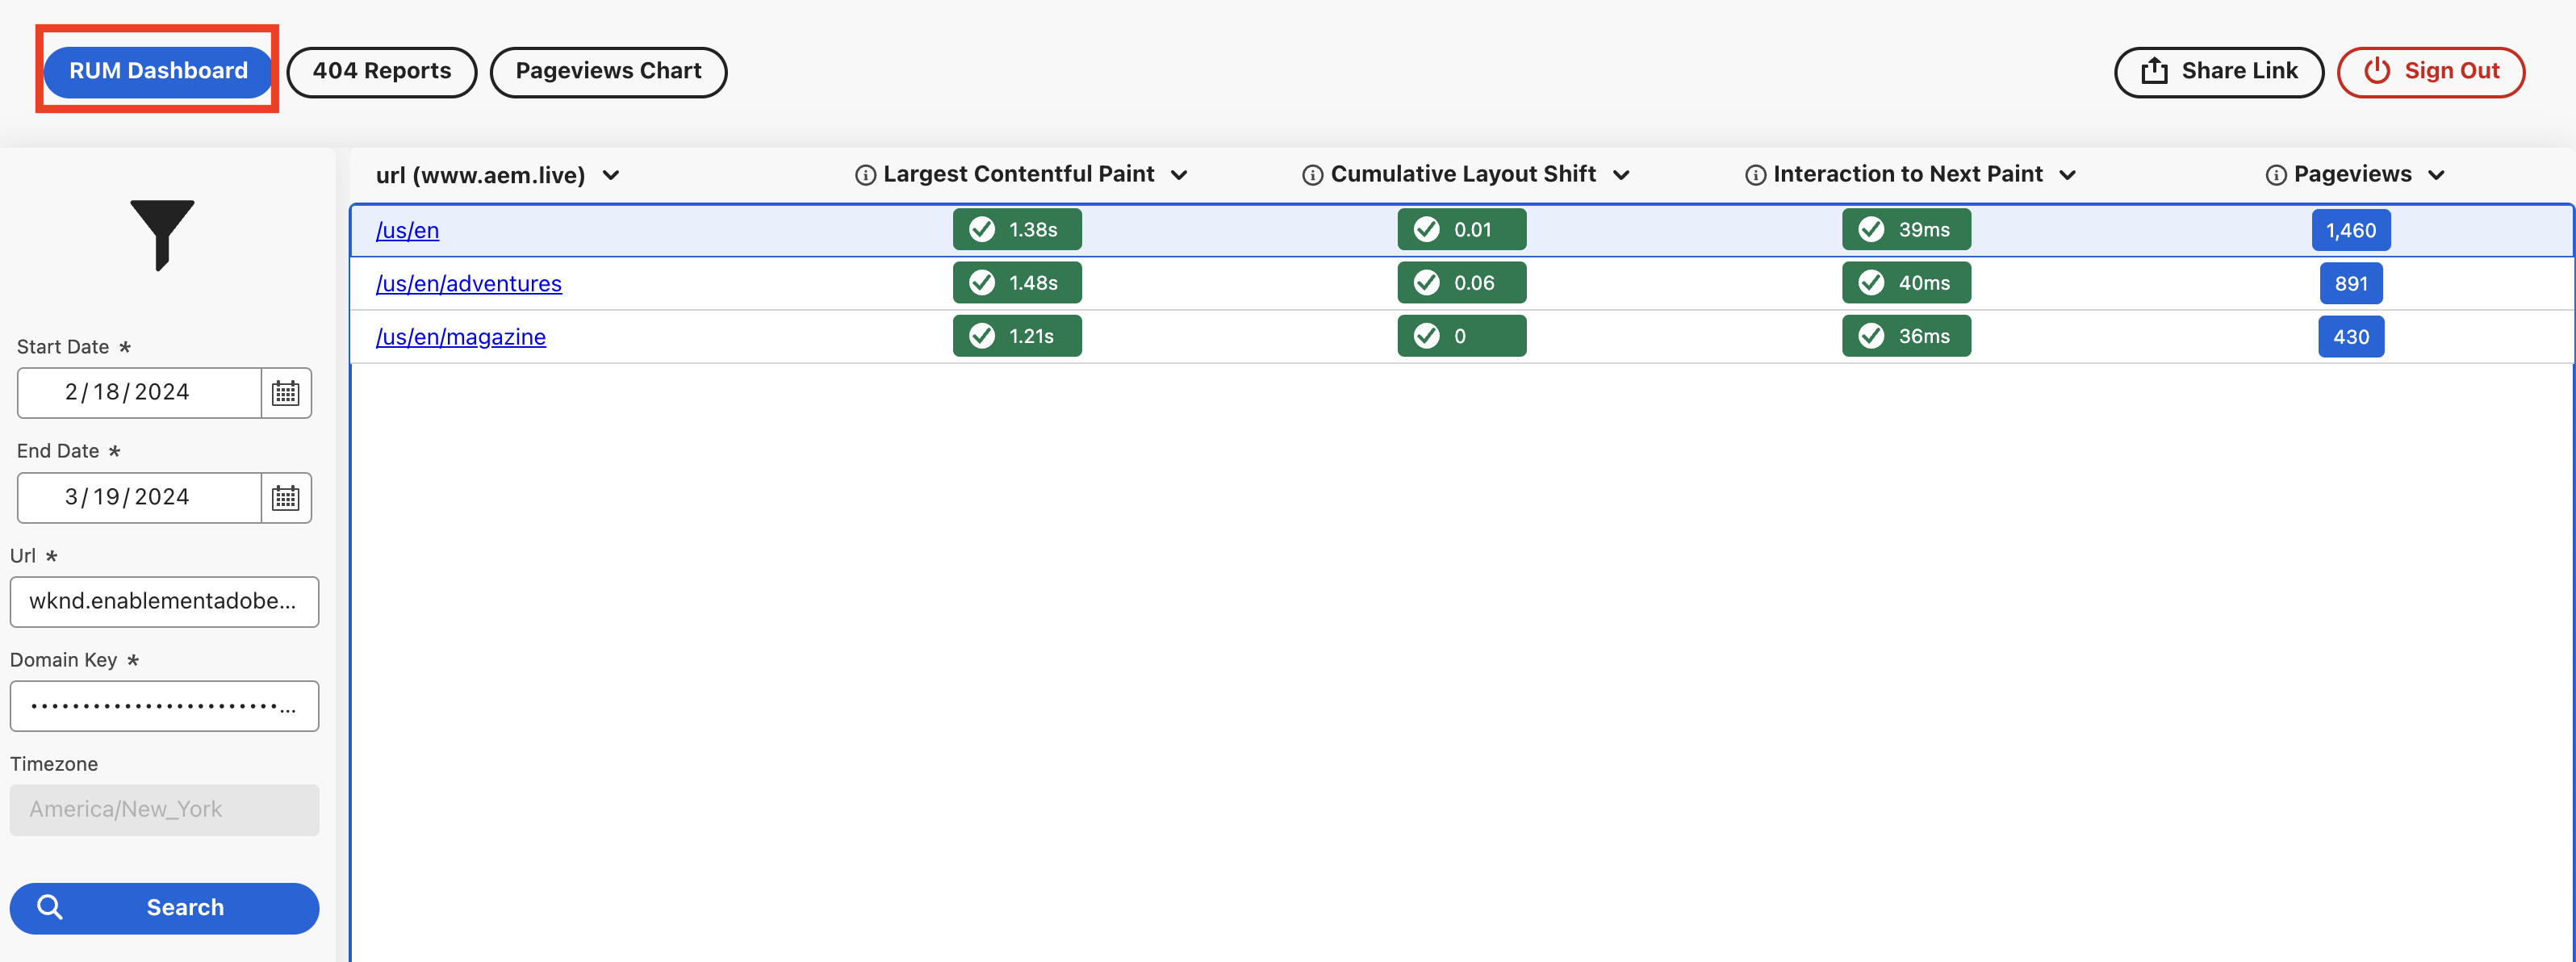 RUM Dashboard 404 Reports Pageviews Chart Share Link Sign Out
url (www.aem.live) Largest Contentful Paint Cumulative Layout Shift Interaction to Next Paint Pageviews
/us/en 1.38s 0.01 39ms 1,460
/us/en/adventures 1.48s 0.06 40ms 891
/us/en/magazine 1.21s 0 36ms 430
Start Date *
2/18/2024
End Date *
3/19/2024
Url *
wknd.enablementadobe...
Domain Key *
••••••••••••••••••••••••...
Timezone
America/New_York
Search